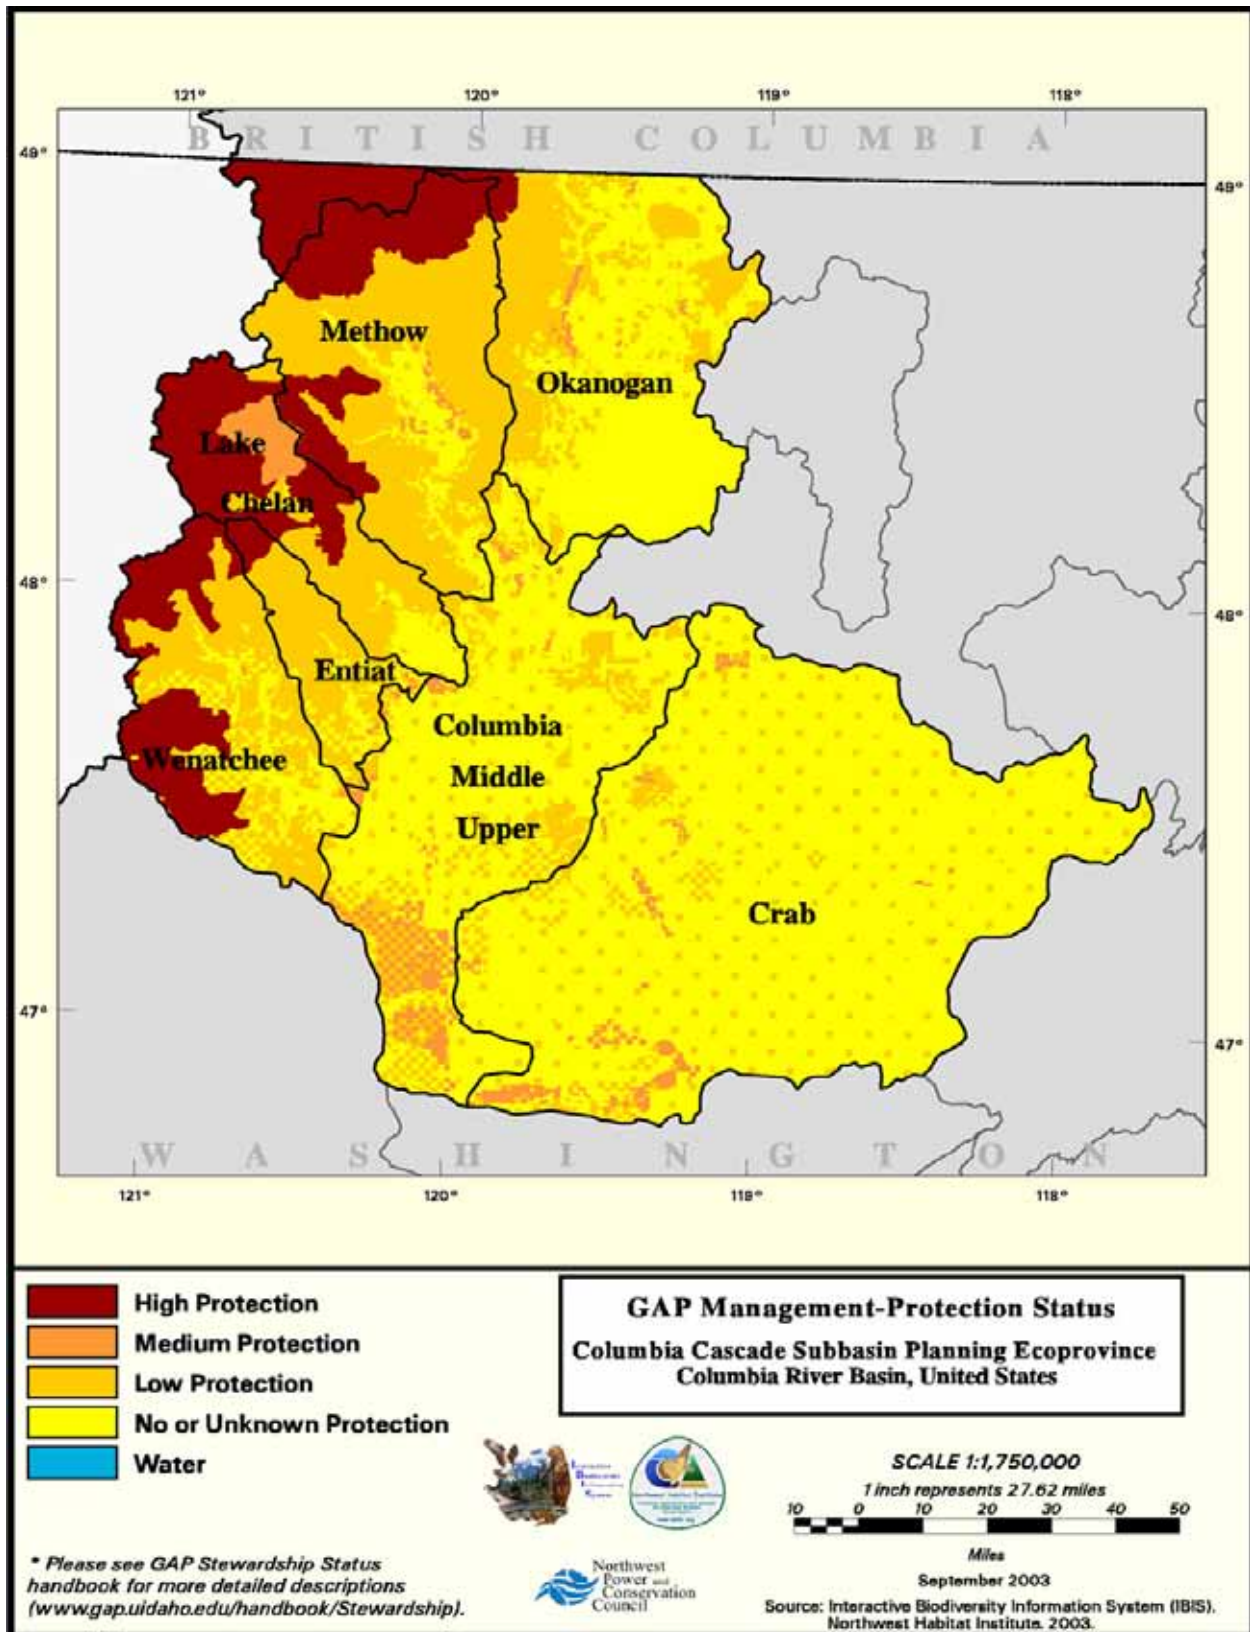 121° 120° 119° 118°
BRITISH COLUMBIA
49°
49°
Methow
Okanogan
Lake
Chelan
48°
48°
Entiat
Columbia
Wenatchee
Middle
Upper
Crab
47°
47°
WASHINGTON
121° 120° 119° 118°
High Protection
Medium Protection
Low Protection
No or Unknown Protection
Water
GAP Management-Protection Status
Columbia Cascade Subbasin Planning Ecoprovince
Columbia River Basin, United States
SCALE 1:1,750,000
1 inch represents 27.62 miles
10 0 10 20 30 40 50
Miles
* Please see GAP Stewardship Status
handbook for more detailed descriptions
(www.gap.uidaho.edu/handbook/Stewardship).
Northwest
Power and
Conservation
Council
September 2003
Source: Interactive Biodiversity Information System (IBIS).
Northwest Habitat Institute. 2003.